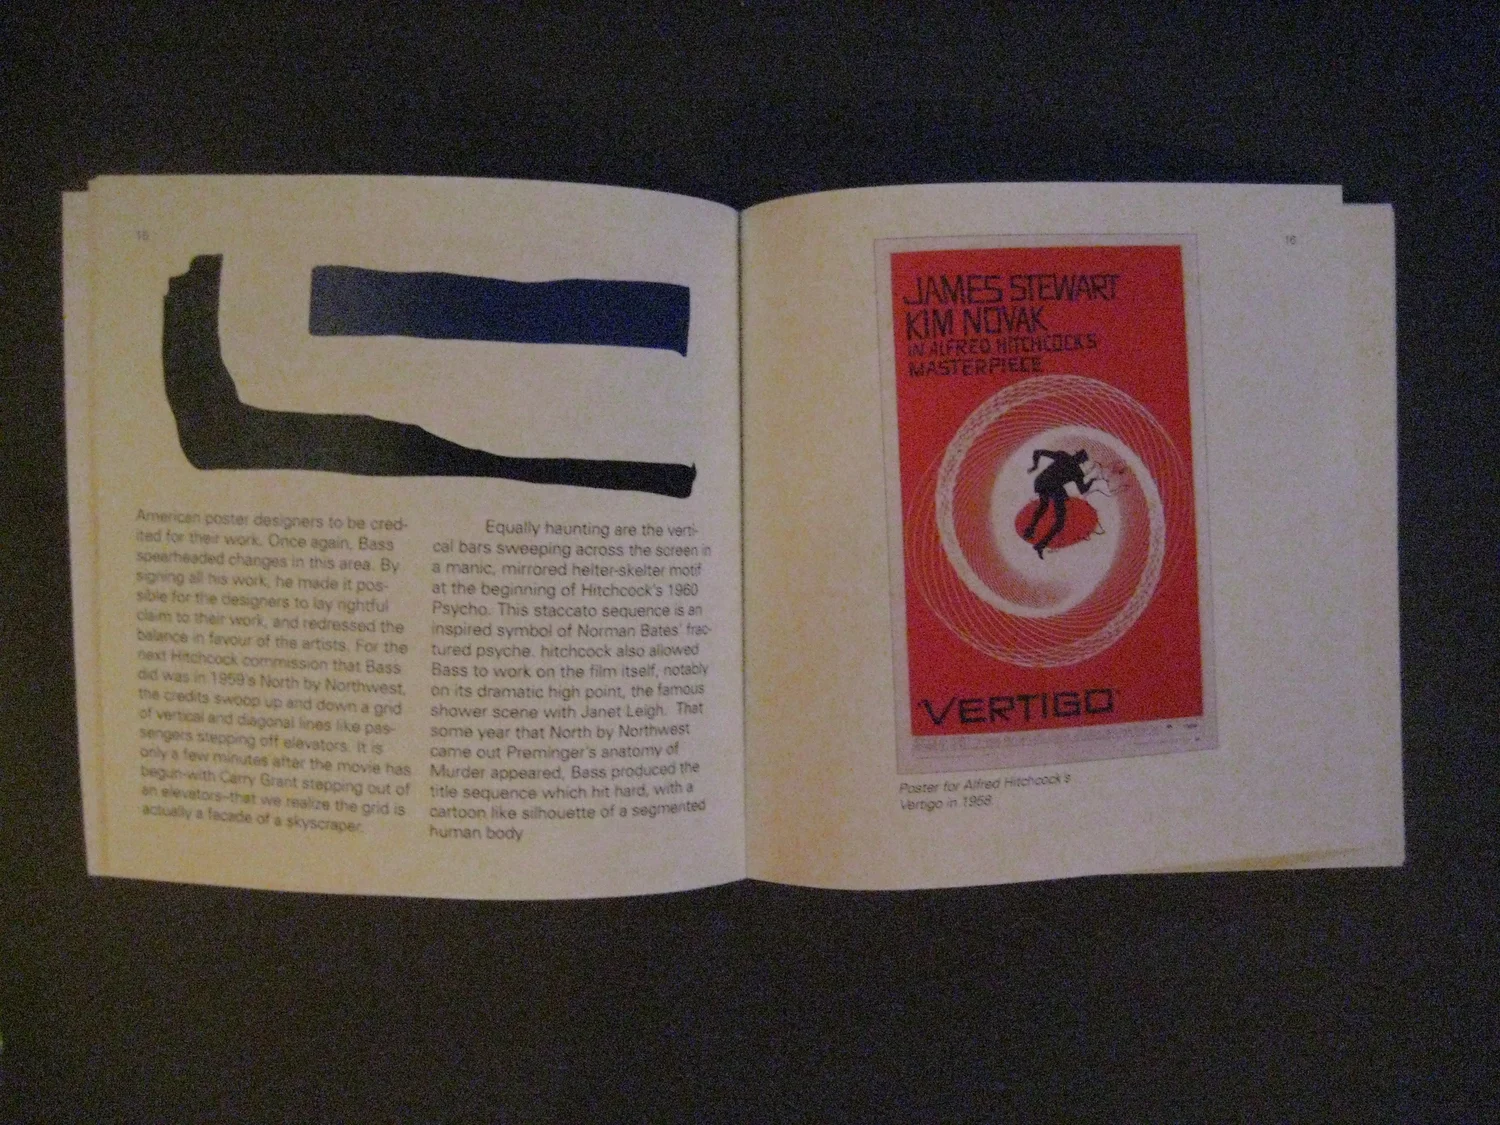 15
American poster designers to be cred-
ited for their work. Once again, Bass
spearheaded changes in this area. By
signing all his work, he made it pos-
sible for the designers to lay rightful
claim to their work, and redressed the
balance in favour of the artists. For the
next Hitchcock commission that Bass
did was in 1959's North by Northwest,
the credits swoop up and down a grid
of vertical and diagonal lines like pas-
sengers stepping off elevators. It is
only a few minutes after the movie has
begun-with Carry Grant stepping out of
an elevators-that we realize the grid is
actually a facade of a skyscraper.
Equally haunting are the verti-
cal bars sweeping across the screen in
a manic, mirrored helter-skelter motif
at the beginning of Hitchcock's 1960
Psycho. This staccato sequence is an
inspired symbol of Norman Bates' frac-
tured psyche. hitchcock also allowed
Bass to work on the film itself, notably
on its dramatic high point, the famous
shower scene with Janet Leigh. That
some year that North by Northwest
came out Preminger's anatomy of
Murder appeared, Bass produced the
title sequence which hit hard, with a
cartoon like silhouette of a segmented
human body
16
JAMES STEWART
KIM NOVAK
IN ALFRED HITCHCOCK'S
MASTERPIECE
VERTIGO
Poster for Alfred Hitchcock's
Vertigo in 1958.